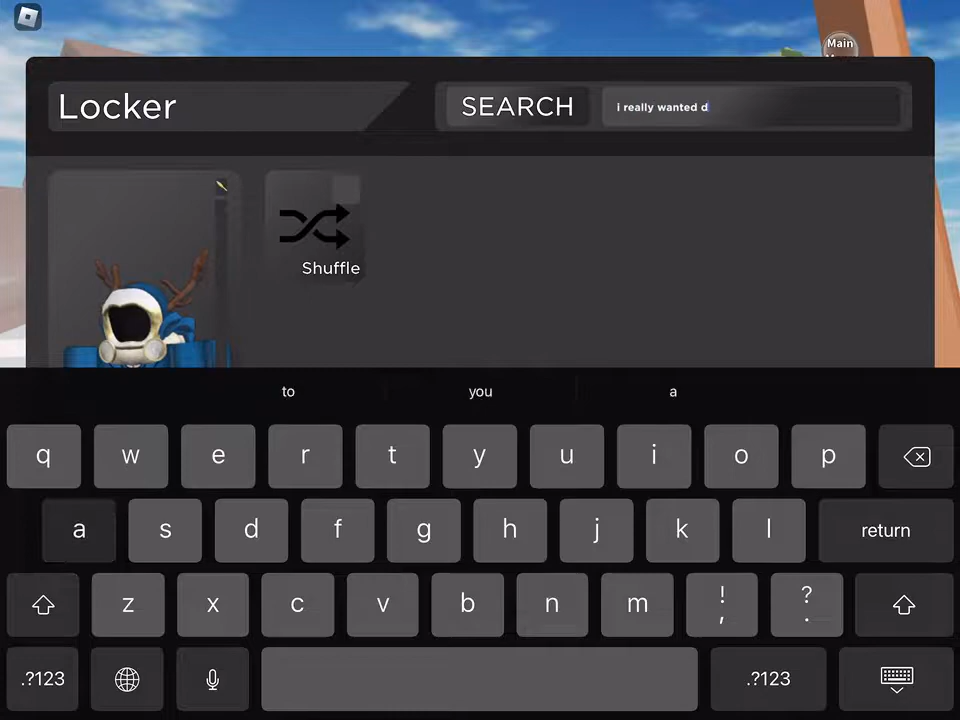 Main
Locker
SEARCH
i really wanted d
Shuffle
to you a
q w e r t y u i o p
a s d f g h j k l return
z x c v b n m ! , ? .
.?123 .?123